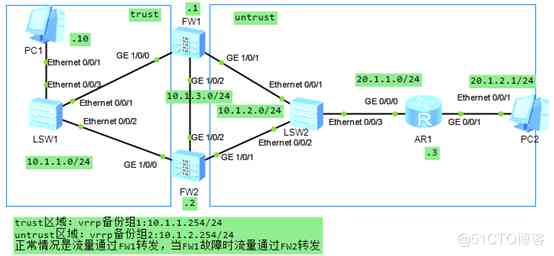 trust
untrust
.1
FW1
.10
PC1
Ethernet 0/0/1
GE 1/0/0
GE 1/0/1
Ethernet 0/0/3
Ethernet 0/0/1
GE 1/0/2
Ethernet 0/0/1
20.1.1.0/24
20.1.2.1/24
10.1.3.0/24
10.1.2.0/24
GE 0/0/0
Ethernet 0/0/1
LSW1
Ethernet 0/0/2
LSW2
Ethernet 0/0/3
AR1
GE 0/0/1
PC2
10.1.1.0/24
GE 1/0/2
Ethernet 0/0/2
GE 1/0/0
GE 1/0/1
.3
FW2
.2
trust区域：vrrp备份组1:10.1.1.254/24
untrust区域：vrrp备份组2:10.1.2.254/24
正常情况是流量通过FW1转发，当FW1故障时流量通过FW2转发
@51CTO博客